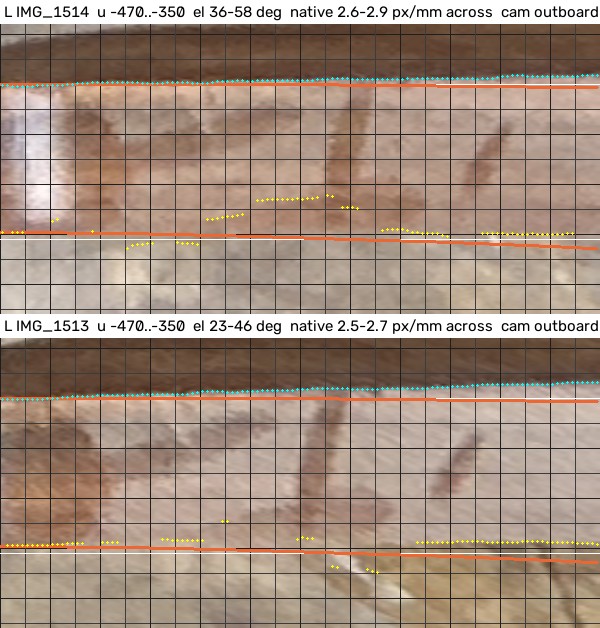 L IMG_1514 u -470..-350 el 36-58 deg native 2.6-2.9 px/mm across cam outboard
L IMG_1513 u -470..-350 el 23-46 deg native 2.5-2.7 px/mm across cam outboard